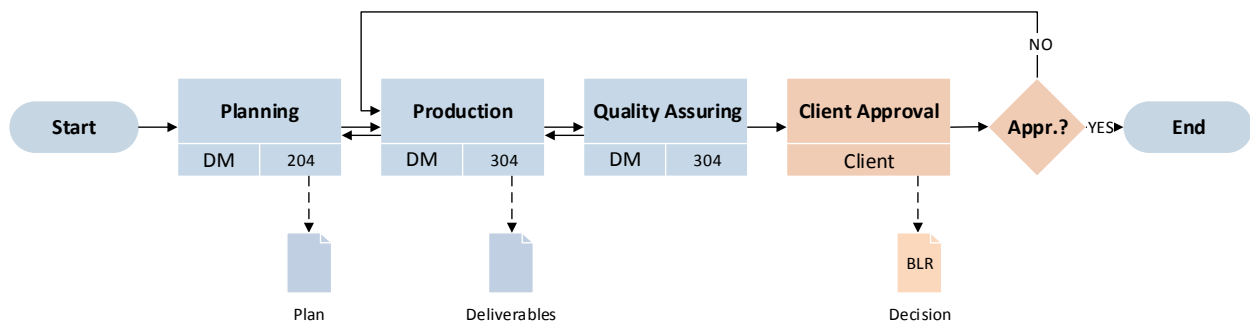 NO
Start
Planning
DM
204
Production
DM
304
Quality Assuring
DM
304
Client Approval
Client
Appr.?
YES
End
Plan
Deliverables
BLR
Decision